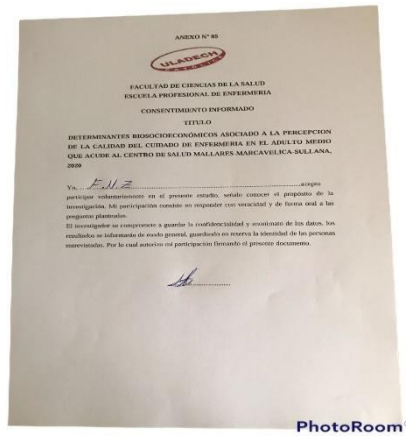 ANEXO N° 05
ULADECH
CATÓLICA
FACULTAD DE CIENCIAS DE LA SALUD
ESCUELA PROFESIONAL DE ENFERMERIA
CONSENTIMIENTO INFORMADO
TITULO
DETERMINANTES BIOSOCIOECONÓMICOS ASOCIADO A LA PERCEPCION
DE LA CALIDAD DEL CUIDADO DE ENFERMERIA EN EL ADULTO MEDIO
QUE ACUDE AL CENTRO DE SALUD MALLARES-MARCAVELICA-SULLANA,
2020
Yo, F.N.Z acepto
participar voluntariamente en el presente estudio, señalo conocer el propósito de la
investigación. Mi participación consiste en responder con veracidad y de forma oral a las
preguntas planteadas.
El investigador se compromete a guardar la confidencialidad y anonimato de los datos, los
resultados se informarán de modo general, guardando en reserva la identidad de las personas
entrevistadas. Por lo cual autorizo mi participación firmando el presente documento.
PhotoRoom